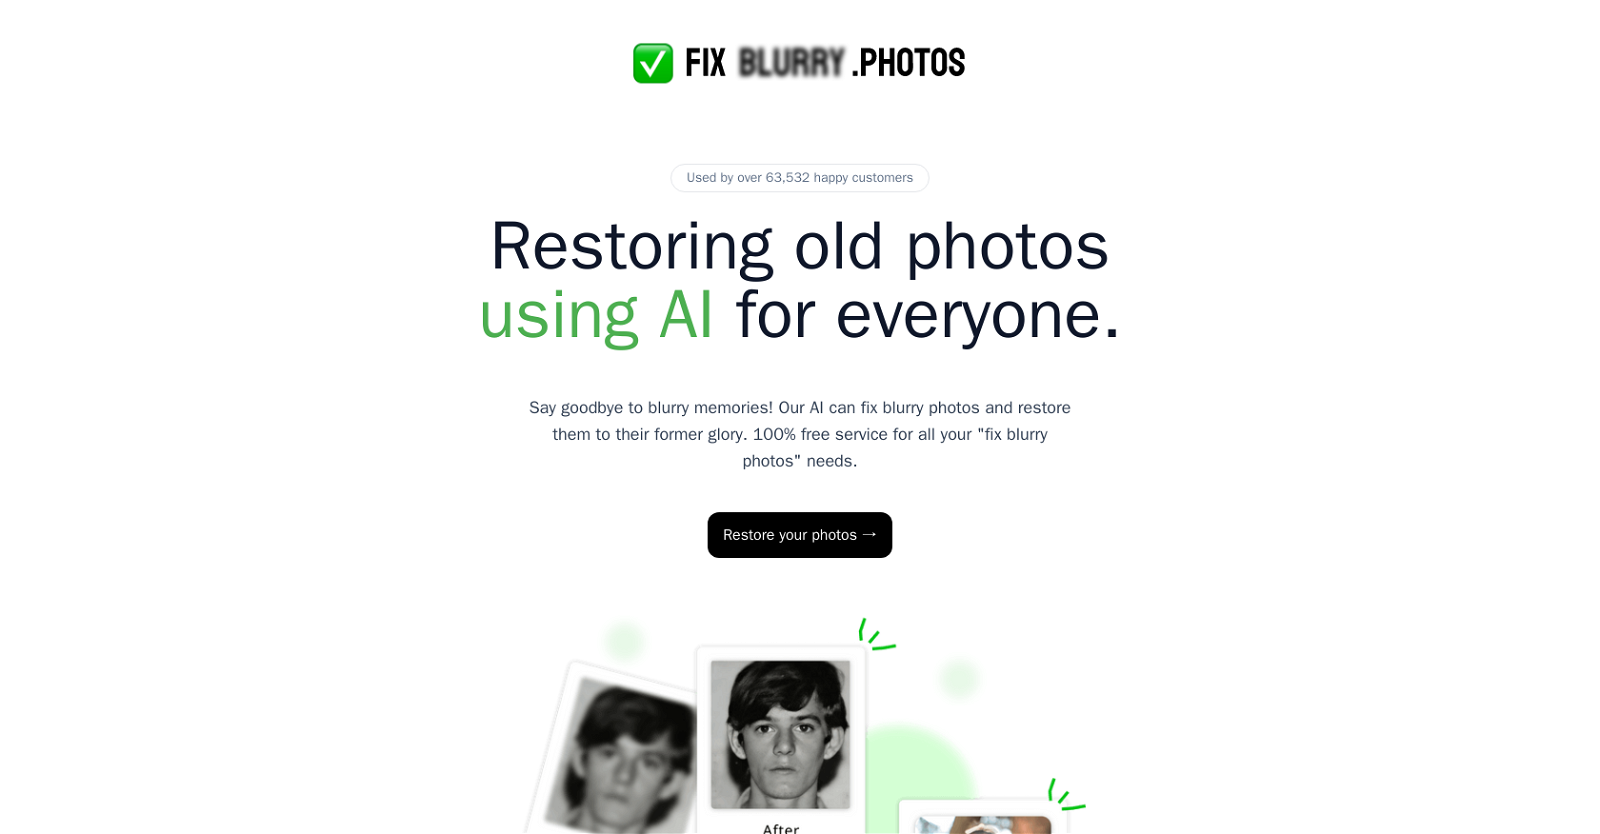 ✅ FIX BLURRY .PHOTOS
Used by over 63,532 happy customers
Restoring old photos
using AI for everyone.
Say goodbye to blurry memories! Our AI can fix blurry photos and restore
them to their former glory. 100% free service for all your "fix blurry
photos" needs.
Restore your photos →
After